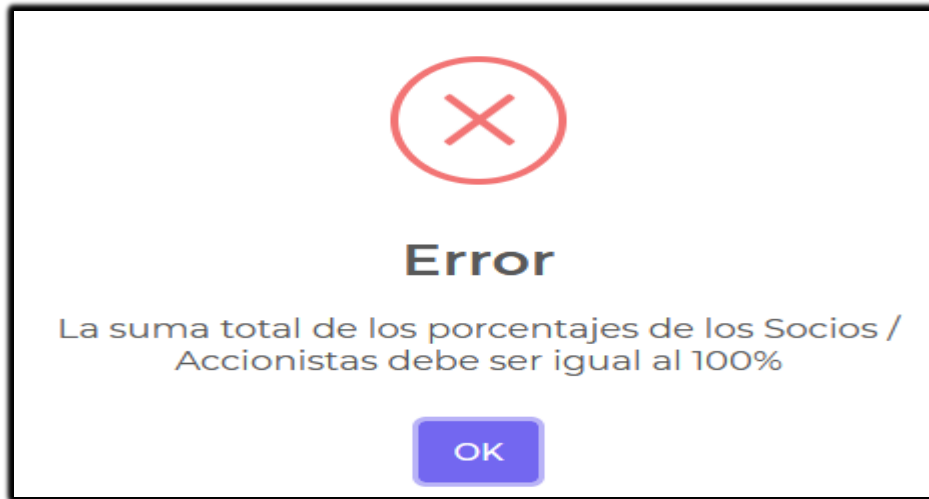 Error
La suma total de los porcentajes de los Socios /
Accionistas debe ser igual al 100%
OK